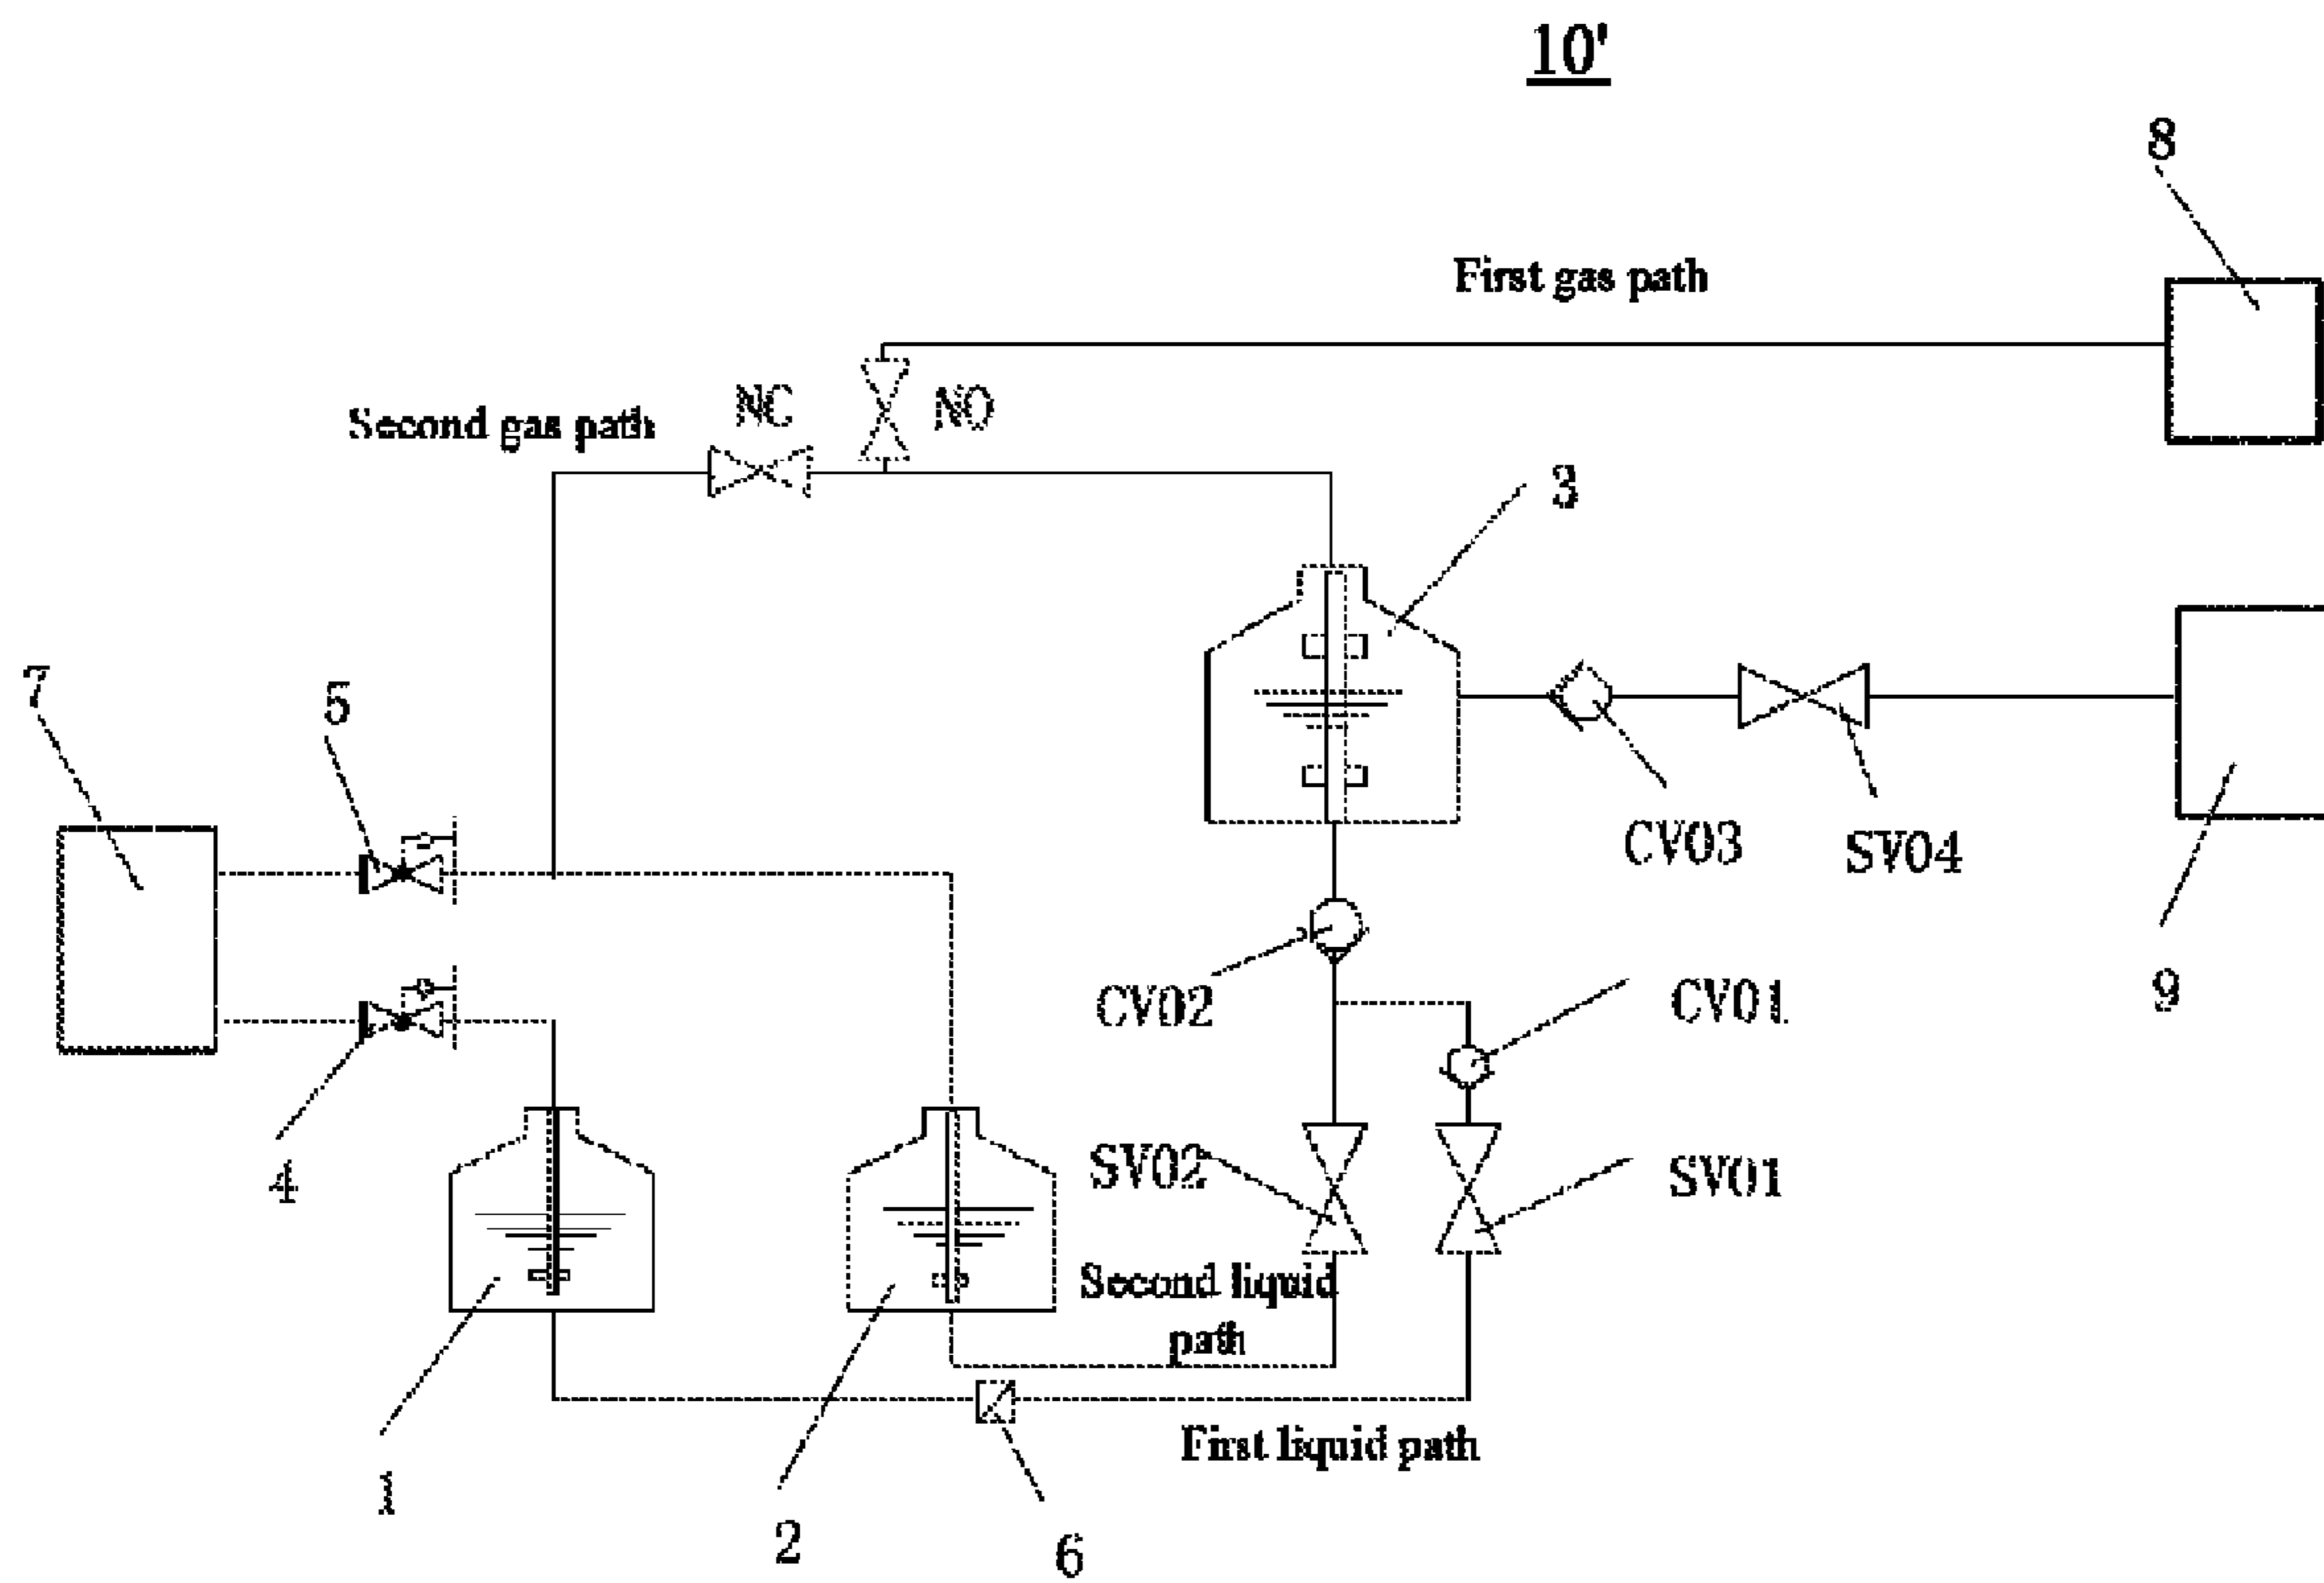 10'
8
First gas path
NC
NO
Second gas path
3
7
5
CV03
SV04
CV02
CV01
9
4
SV02
SV01
Second liquid
path
First liquid path
1
2
6